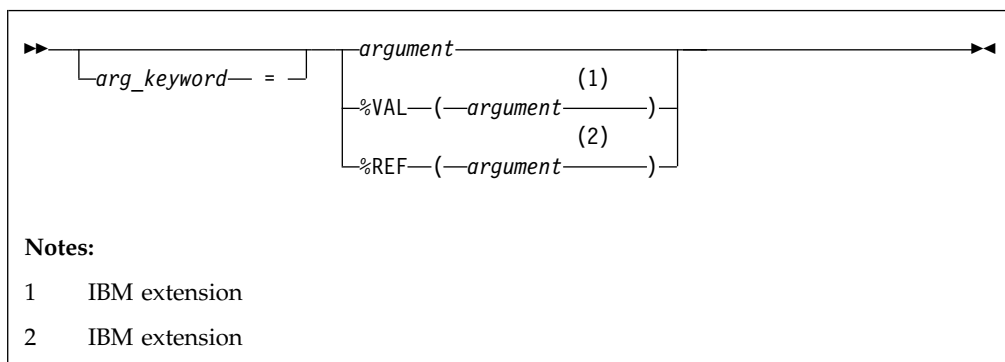 argument
arg_keyword =
(1)
%VAL ( argument )
(2)
%REF ( argument )
Notes:
1 IBM extension
2 IBM extension